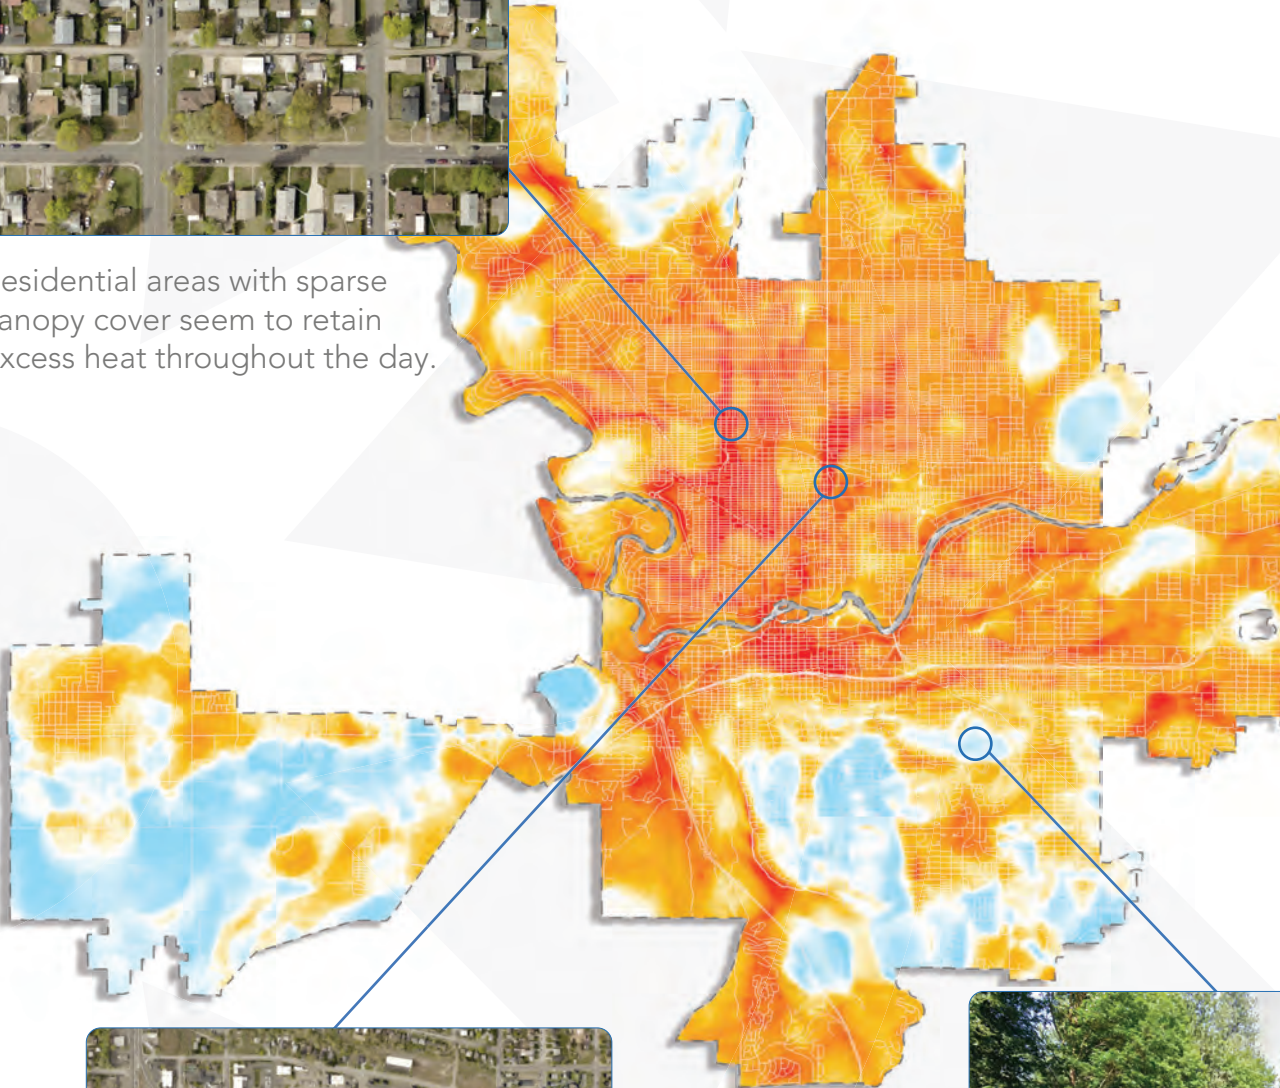 esidential areas with sparse
anopy cover seem to retain
xcess heat throughout the day.